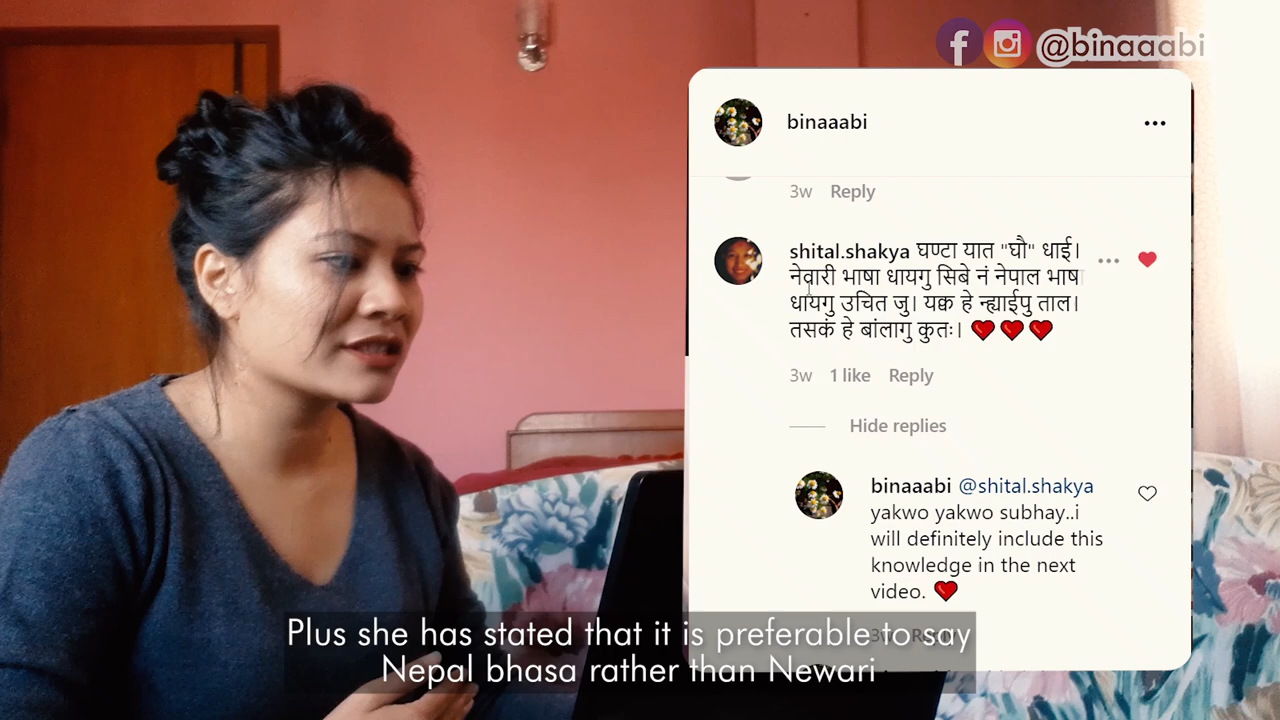 @binaaabi
binaaabi
3w Reply
shital.shakya घण्टा यात "घौ" धाई।
नेवारी भाषा धायगु सिबे नं नेपाल भाषा
धायगु उचित जु। यक्व हे न्ह्याईपु ताल।
तसकं हे बांलागु कुतः। ❤️❤️❤️
3w 1 like Reply
Hide replies
binaaabi @shital.shakya
yakwo yakwo subhay..i
will definitely include this
knowledge in the next
video. ❤️
3w Reply
Plus she has stated that it is preferable to say
Nepal bhasa rather than Newari